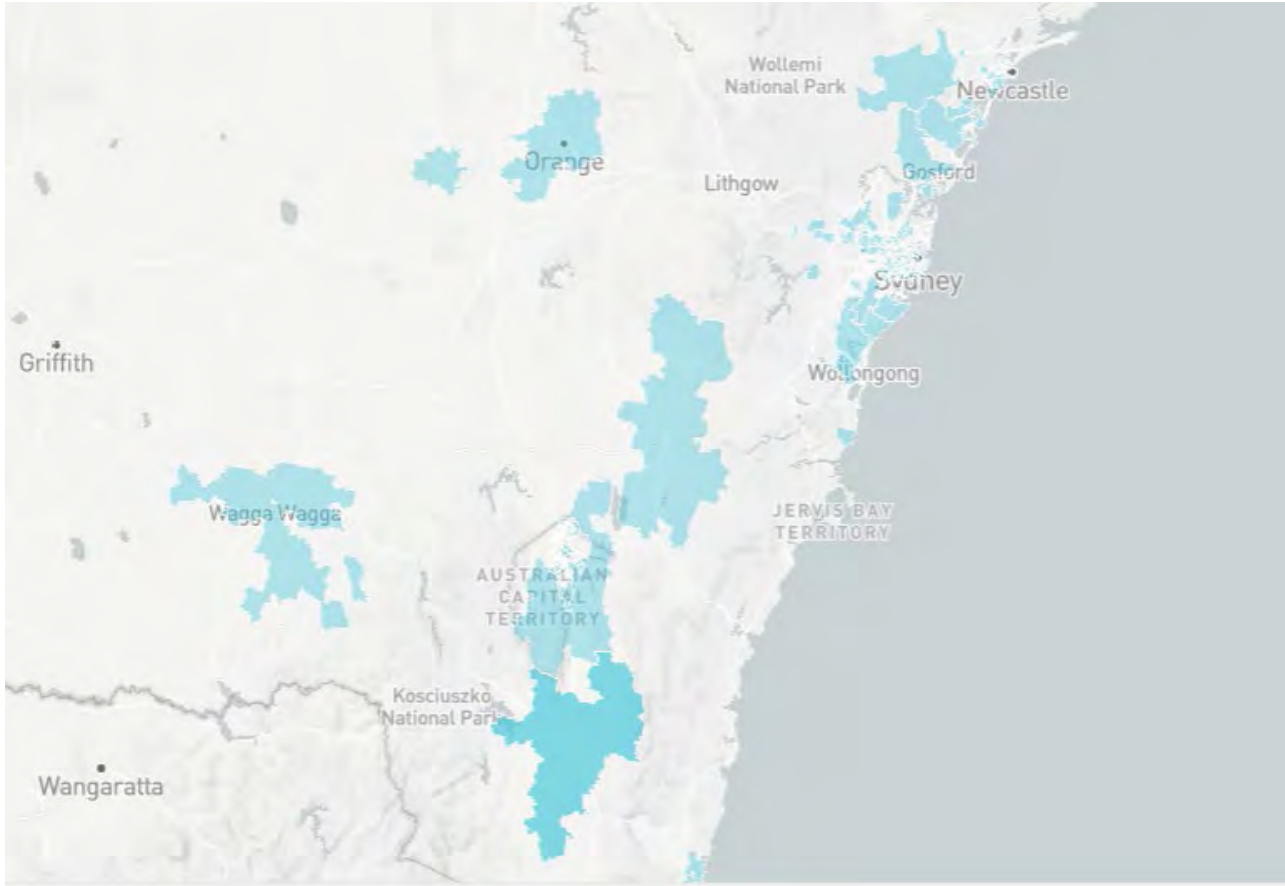 Wollemi
National Park
Newcastle
Orange
Lithgow
Gosford
Sydney
Griffith
Wollongong
Wagga Wagga
JERVIS BAY
TERRITORY
AUSTRALIAN
CAPITAL
TERRITORY
Kosciuszko
National Park
Wangaratta